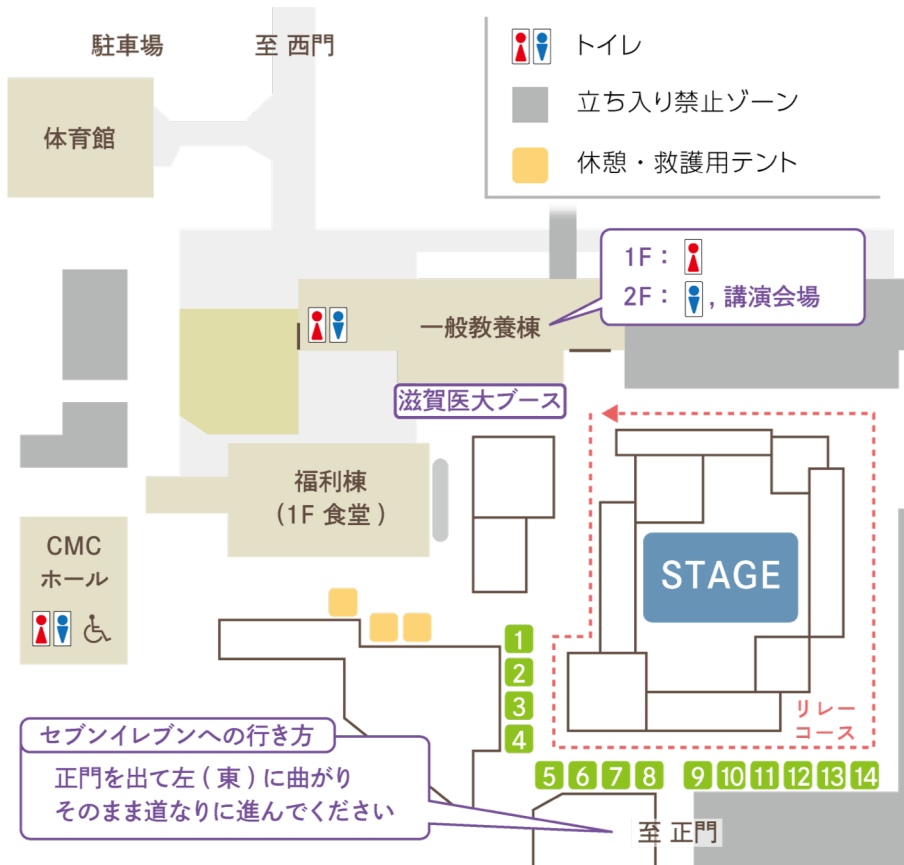 駐車場
至 西門
トイレ
立ち入り禁止ゾーン
休憩・救護用テント
体育館
1F：
2F： , 講演会場
一般教養棟
滋賀医大ブース
福利棟
(1F 食堂)
STAGE
CMC
ホール
1
2
3
4
リレー
コース
セブンイレブンへの行き方
正門を出て左(東)に曲がり
そのまま道なりに進んでください
5 6 7 8 9 10 11 12 13 14
至 正門